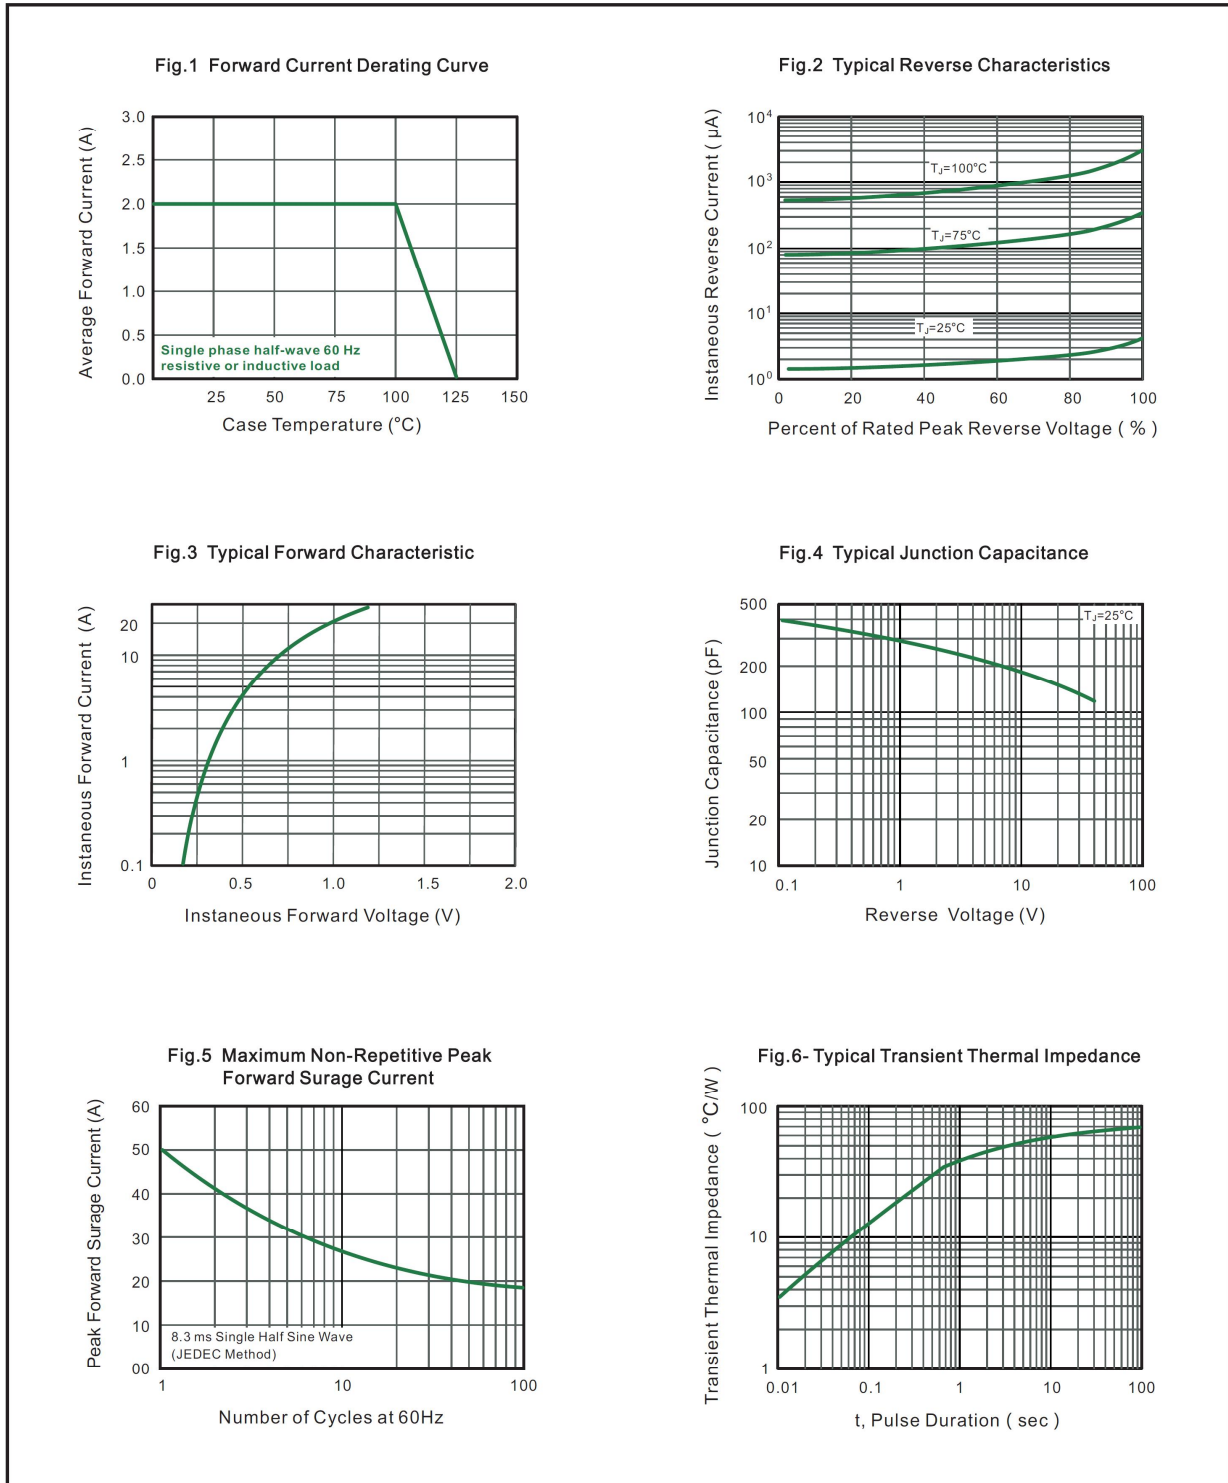 Fig.1 Forward Current Derating Curve
Average Forward Current (A)
3.0
2.5
2.0
1.5
1.0
0.5
0.0
Single phase half-wave 60 Hz
resistive or inductive load
25 50 75 100 125 150
Case Temperature (°C)
Fig.2 Typical Reverse Characteristics
Instaneous Reverse Current ( μA)
10⁴
10³
10²
10¹
10⁰
TJ=100°C
TJ=75°C
TJ=25°C
0 20 40 60 80 100
Percent of Rated Peak Reverse Voltage ( % )
Fig.3 Typical Forward Characteristic
Instaneous Forward Current (A)
20
10
1
0.1
0 0.5 1.0 1.5 2.0
Instaneous Forward Voltage (V)
Fig.4 Typical Junction Capacitance
Junction Capacitance (pF)
500
200
100
50
20
10
TJ=25°C
0.1 1 10 100
Reverse Voltage (V)
Fig.5 Maximum Non-Repetitive Peak
Forward Surage Current
Peak Forward Surage Current (A)
60
50
40
30
20
10
00
8.3 ms Single Half Sine Wave
(JEDEC Method)
1 10 100
Number of Cycles at 60Hz
Fig.6- Typical Transient Thermal Impedance
Transient Thermal Impedance ( °C/W )
100
10
1
0.01 0.1 1 10 100
t, Pulse Duration ( sec )